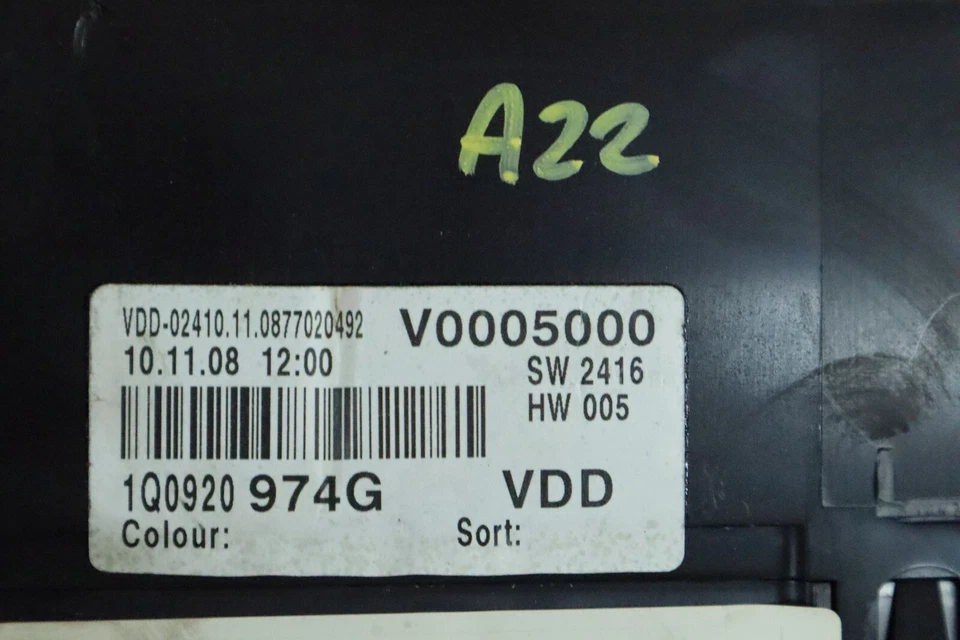 A22
VDD-02410.11.0877020492 V0005000
10.11.08 12:00 SW 2416
HW 005
1Q0920 974G VDD
Colour: Sort: